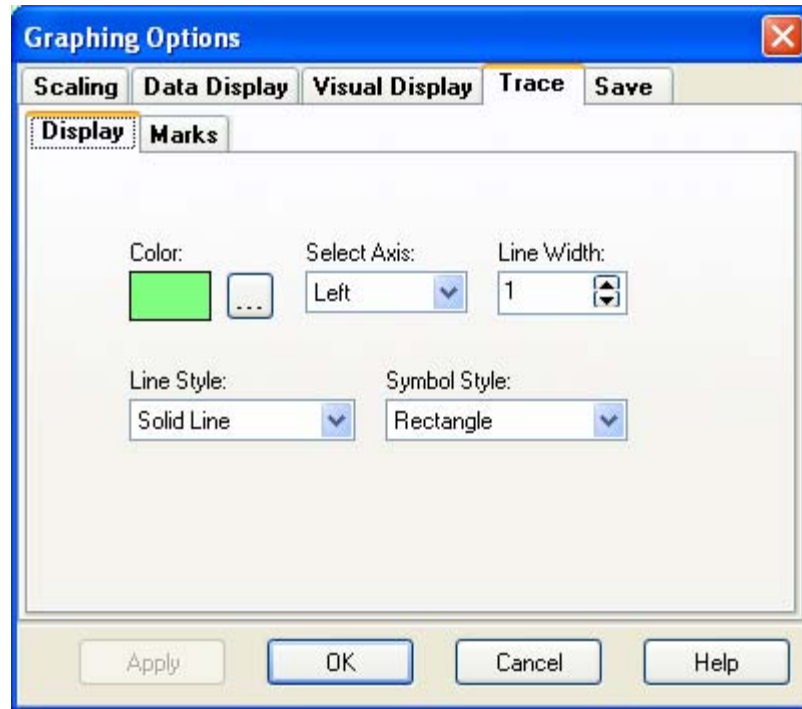 Graphing Options
Scaling Data Display Visual Display Trace Save
Display Marks
Color: Select Axis: Line Width:
... Left 1
Line Style: Symbol Style:
Solid Line Rectangle
Apply OK Cancel Help